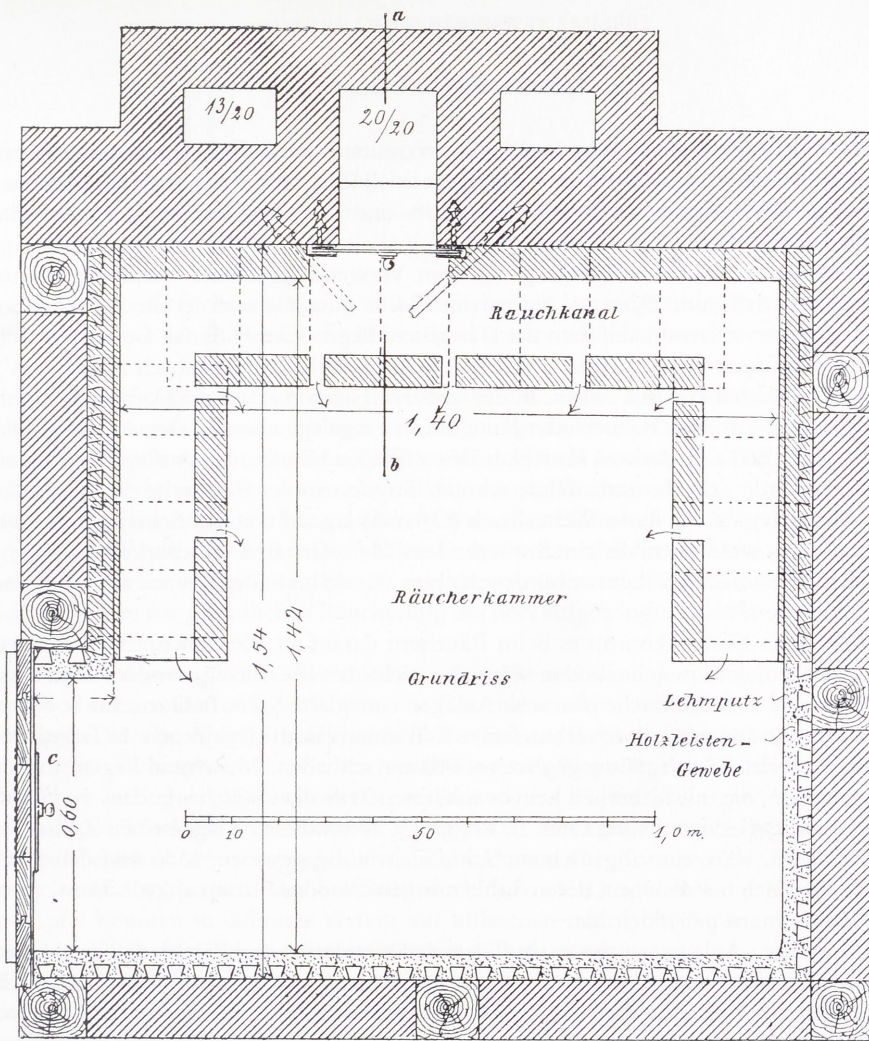 a
13/20
20/20
Rauchkanal
1,40
b
Räucherkammer
1,54
1,42
Grundriss
Lehmputz
Holzleisten-
Gewebe
c
0,60
0 10 50 1,0 m.